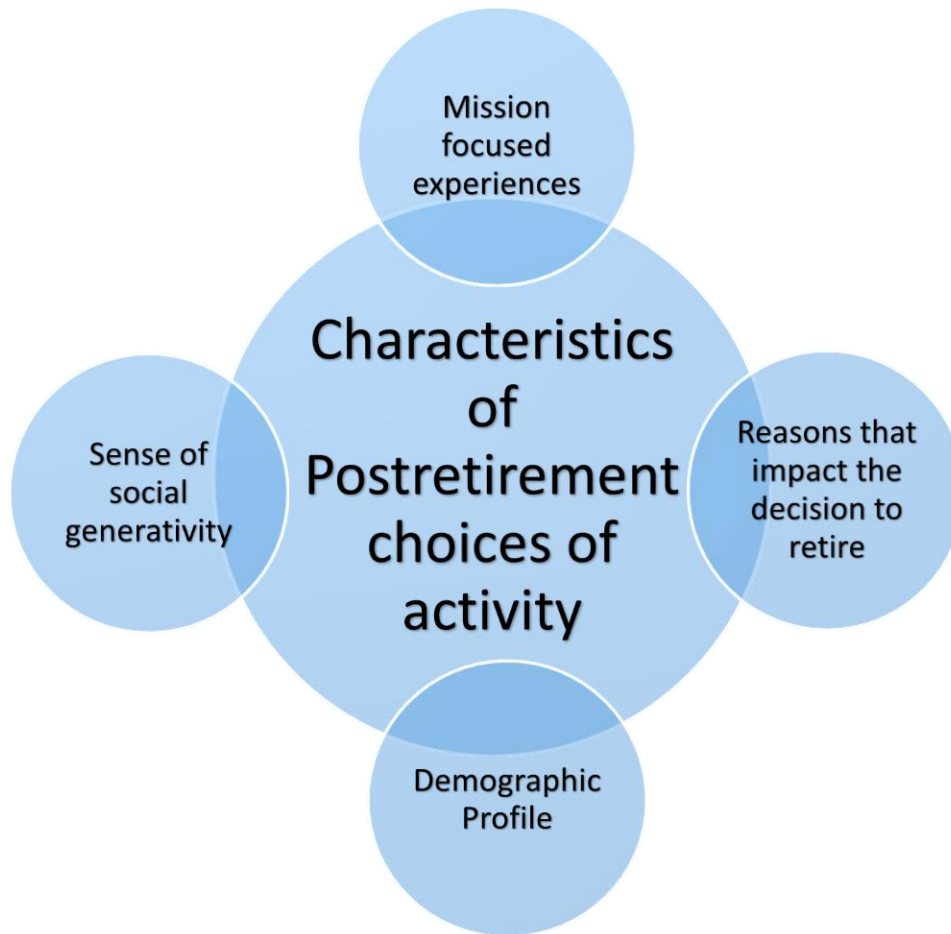 Mission
focused
experiences
Characteristics
of
Postretirement
choices of
activity
Sense of
social
generativity
Reasons that
impact the
decision to
retire
Demographic
Profile